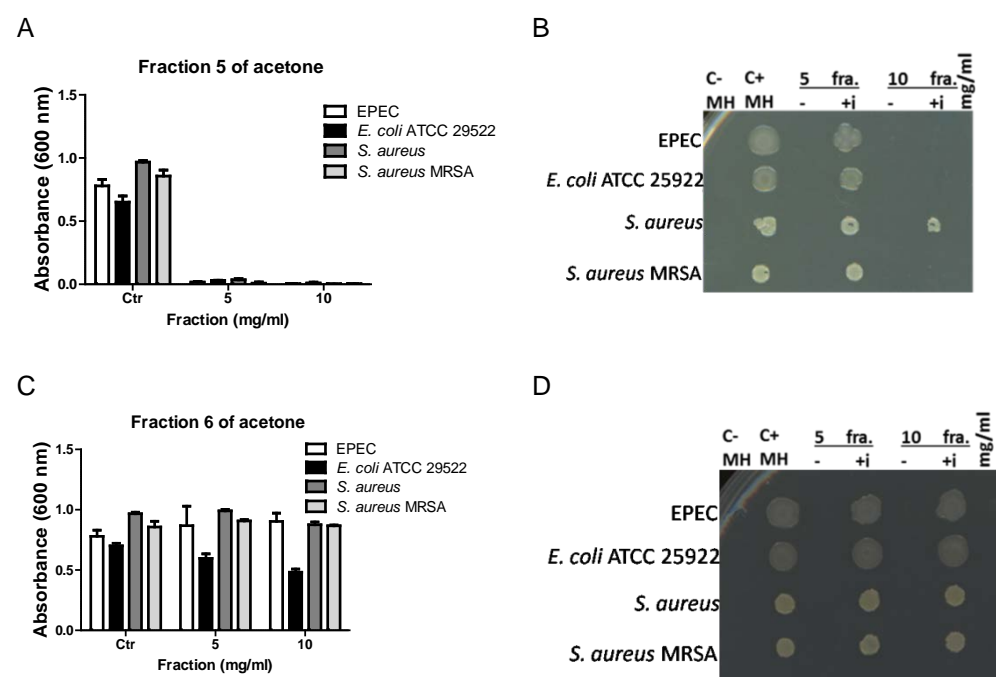 A
Fraction 5 of acetone
1.5
1.0
0.5
0.0
Absorbance (600 nm)
Ctr 5 10
Fraction (mg/ml)
EPEC
E. coli ATCC 29522
S. aureus
S. aureus MRSA
B
C- C+ 5 fra. 10 fra. mg/ml
MH MH - +i - +i
EPEC
E. coli ATCC 25922
S. aureus
S. aureus MRSA
C
Fraction 6 of acetone
1.5
1.0
0.5
0.0
Absorbance (600 nm)
Ctr 5 10
Fraction (mg/ml)
EPEC
E. coli ATCC 29522
S. aureus
S. aureus MRSA
D
C- C+ 5 fra. 10 fra. mg/ml
MH MH - +i - +i
EPEC
E. coli ATCC 25922
S. aureus
S. aureus MRSA